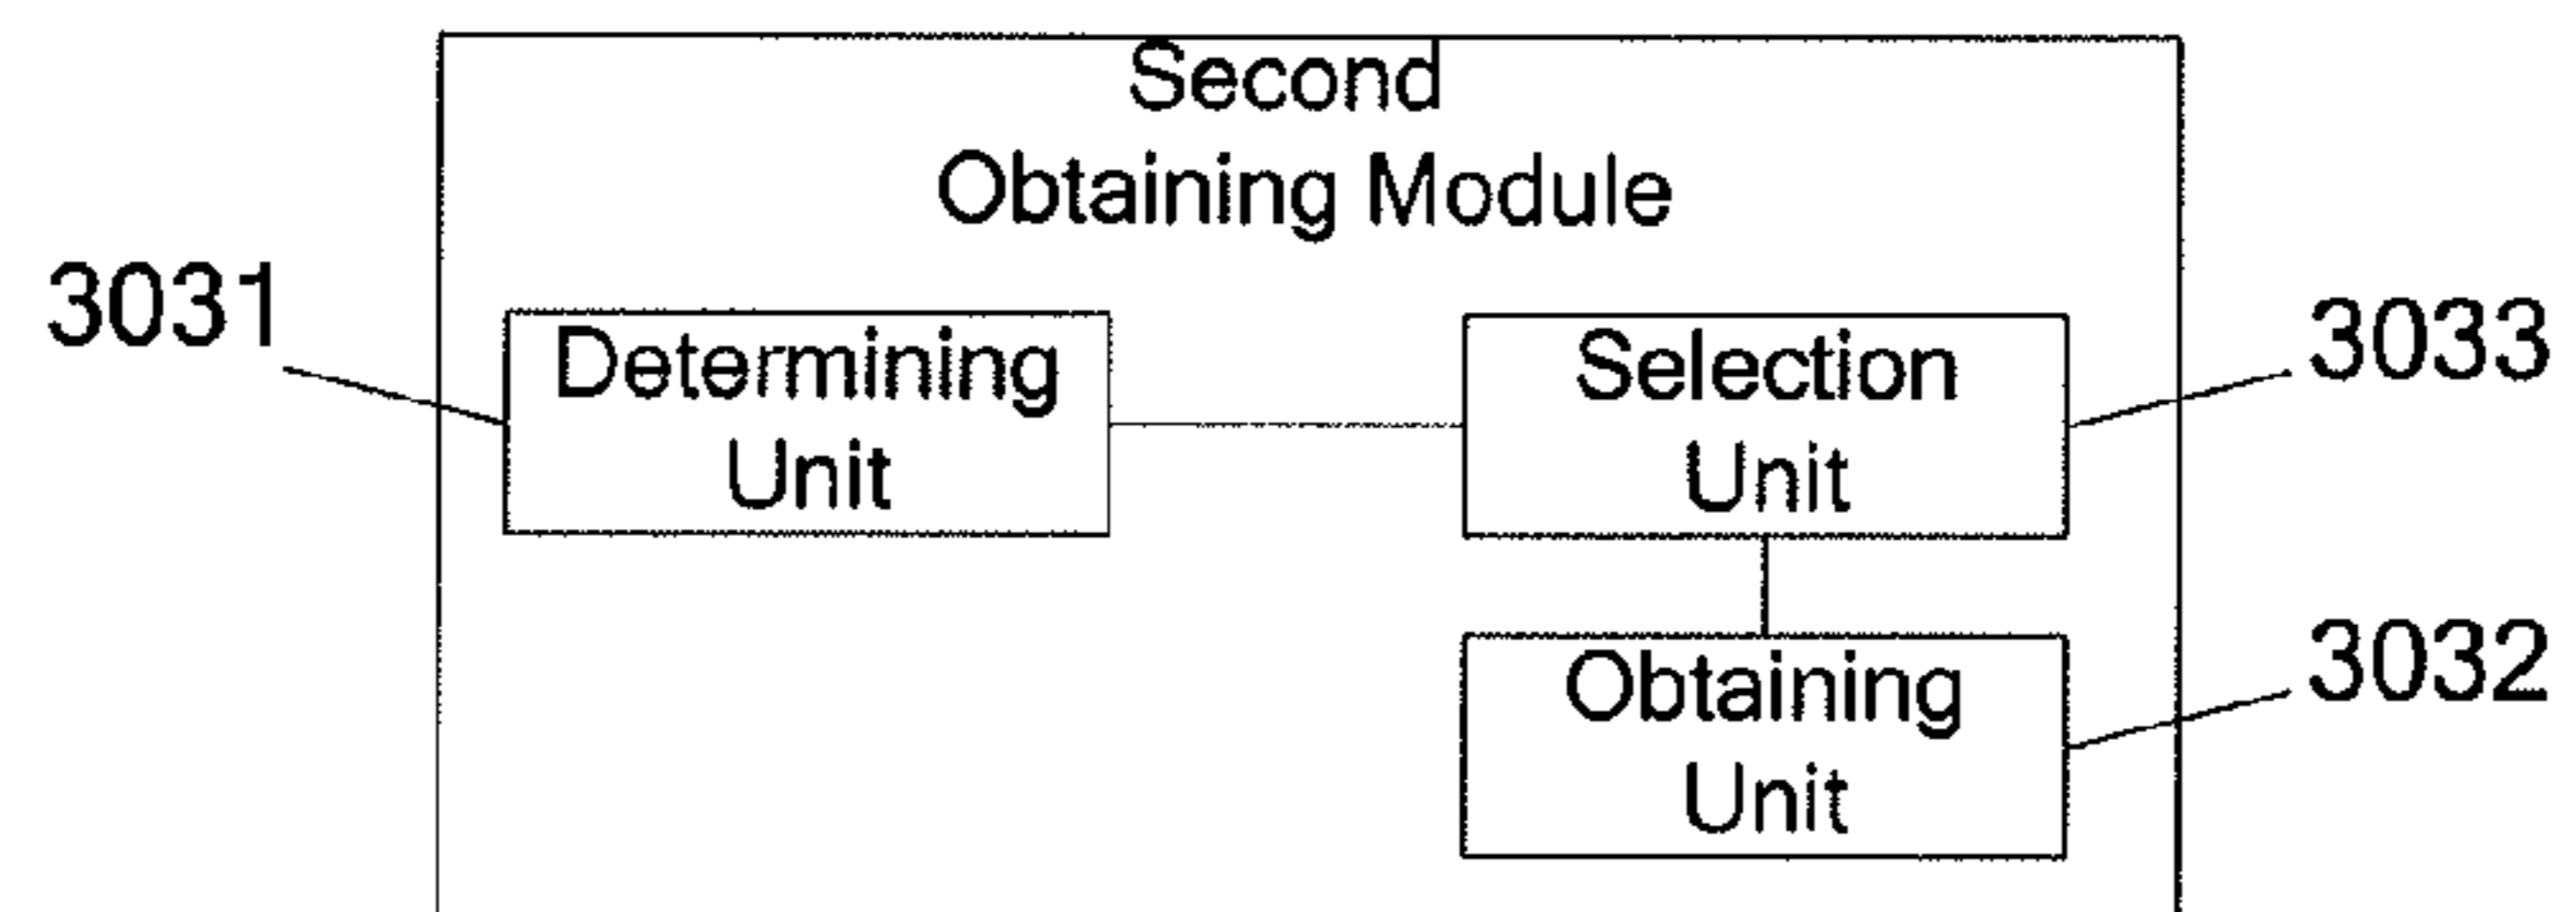 Second
Obtaining Module
3031
Determining
Unit
Selection
Unit
3033
Obtaining
Unit
3032